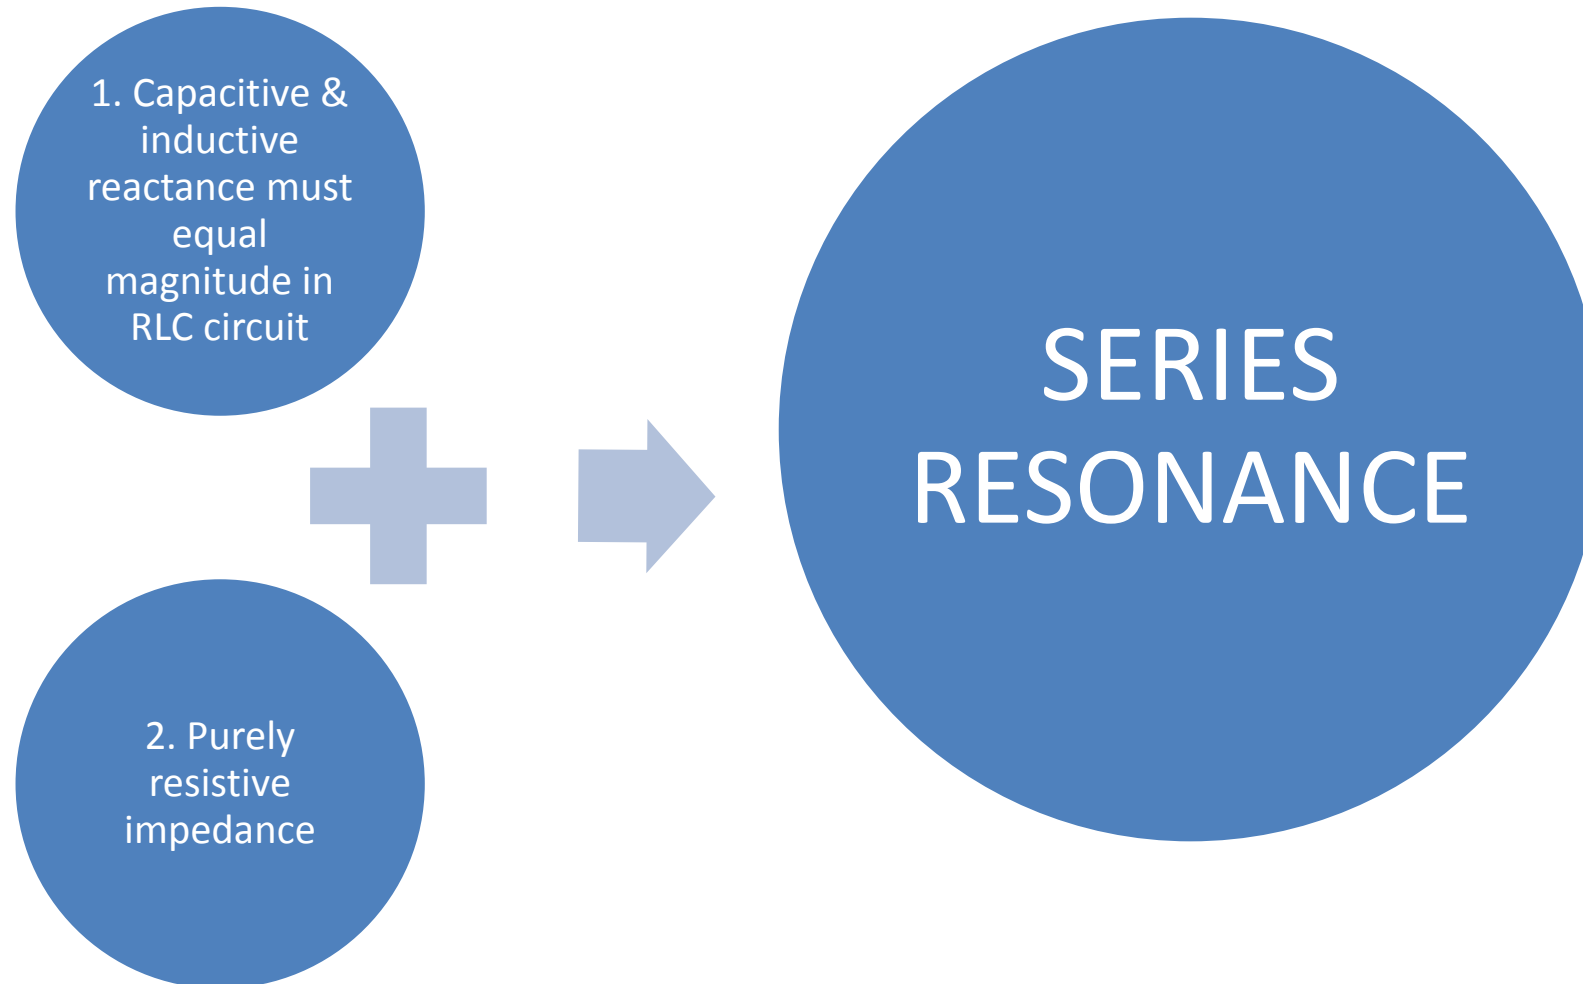 1. Capacitive &
inductive
reactance must
equal
magnitude in
RLC circuit
2. Purely
resistive
impedance
SERIES
RESONANCE